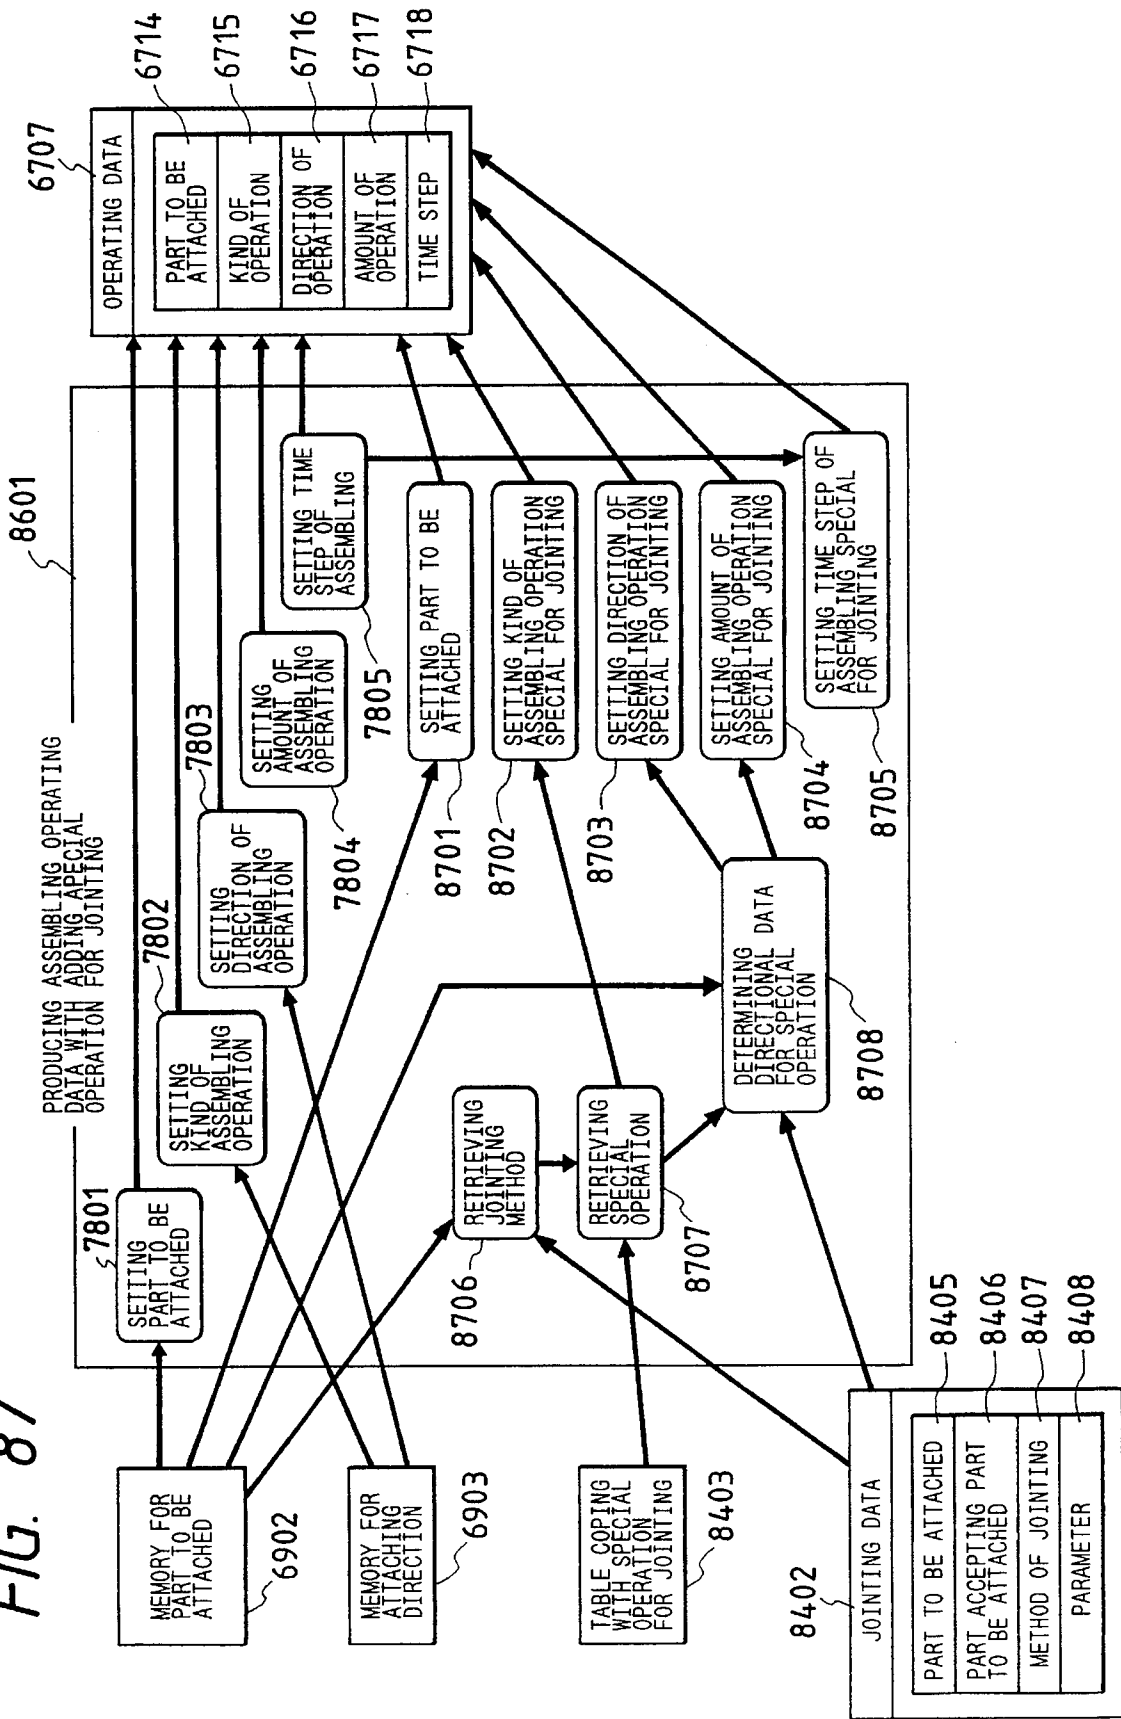 FIG. 87
8601
PRODUCING ASSEMBLING OPERATING
DATA WITH ADDING APECIAL
OPERATION FOR JOINTING
MEMORY FOR
PART TO BE
ATTACHED
6902
MEMORY FOR
ATTACHING
DIRECTION
6903
TABLE COPING
WITH SPECIAL
OPERATION
FOR JOINTING
8403
8402
JOINTING DATA
PART TO BE ATTACHED
8405
PART ACCEPTING PART
TO BE ATTACHED
8406
METHOD OF JOINTING
8407
PARAMETER
8408
7801
SETTING
PART TO BE
ATTACHED
7802
SETTING
KIND OF
ASSEMBLING
OPERATION
7803
SETTING
DIRECTION OF
ASSEMBLING
OPERATION
SETTING
AMOUNT OF
ASSEMBLING
OPERATION
7804
SETTING TIME
STEP OF
ASSEMBLING
7805
RETRIEVING
JOINTING
METHOD
8706
RETRIEVING
SPECIAL
OPERATION
8707
DETERMINING
DIRECTIONAL DATA
FOR SPECIAL
OPERATION
8708
SETTING PART TO BE
ATTACHED
8701
SETTING KIND OF
ASSEMBLING OPERATION
SPECIAL FOR JOINTING
8702
SETTING DIRECTION OF
ASSEMBLING OPERATION
SPECIAL FOR JOINTING
8703
SETTING AMOUNT OF
ASSEMBLING OPERATION
SPECIAL FOR JOINTING
8704
SETTING TIME STEP OF
ASSEMBLING SPECIAL
FOR JOINTING
8705
6707
OPERATING DATA
PART TO BE
ATTACHED
6714
KIND OF
OPERATION
6715
DIRECTION OF
OPERATION
6716
AMOUNT OF
OPERATION
6717
TIME STEP
6718